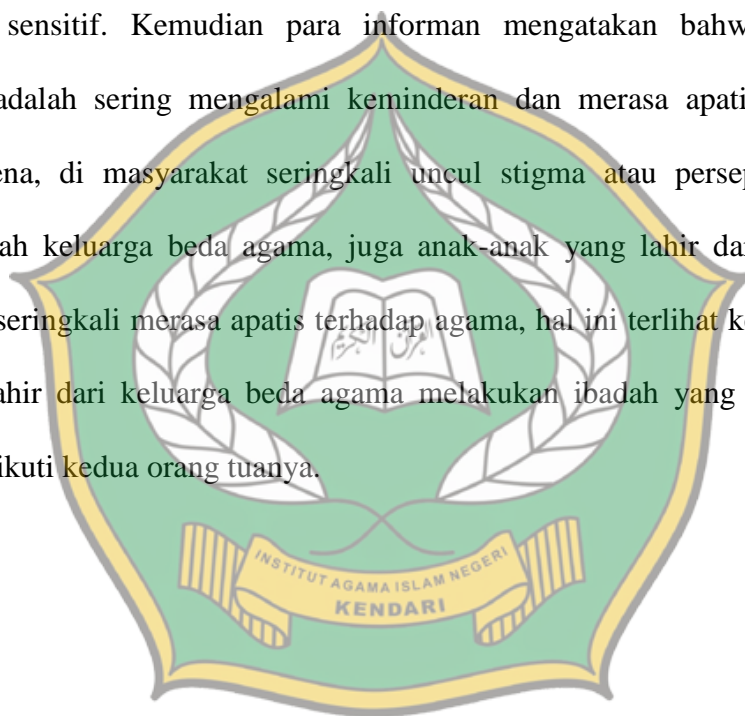 sensitif. Kemudian para informan mengatakan bahw
adalah sering mengalami keminderan dan merasa apati
ena, di masyarakat seringkali uncul stigma atau persep
ah keluarga beda agama, juga anak-anak yang lahir da
seringkali merasa apatis terhadap agama, hal ini terlihat k
ahir dari keluarga beda agama melakukan ibadah yang
ikuti kedua orang tuanya.
القرآن الكريم
INSTITUT AGAMA ISLAM NEGERI
KENDARI